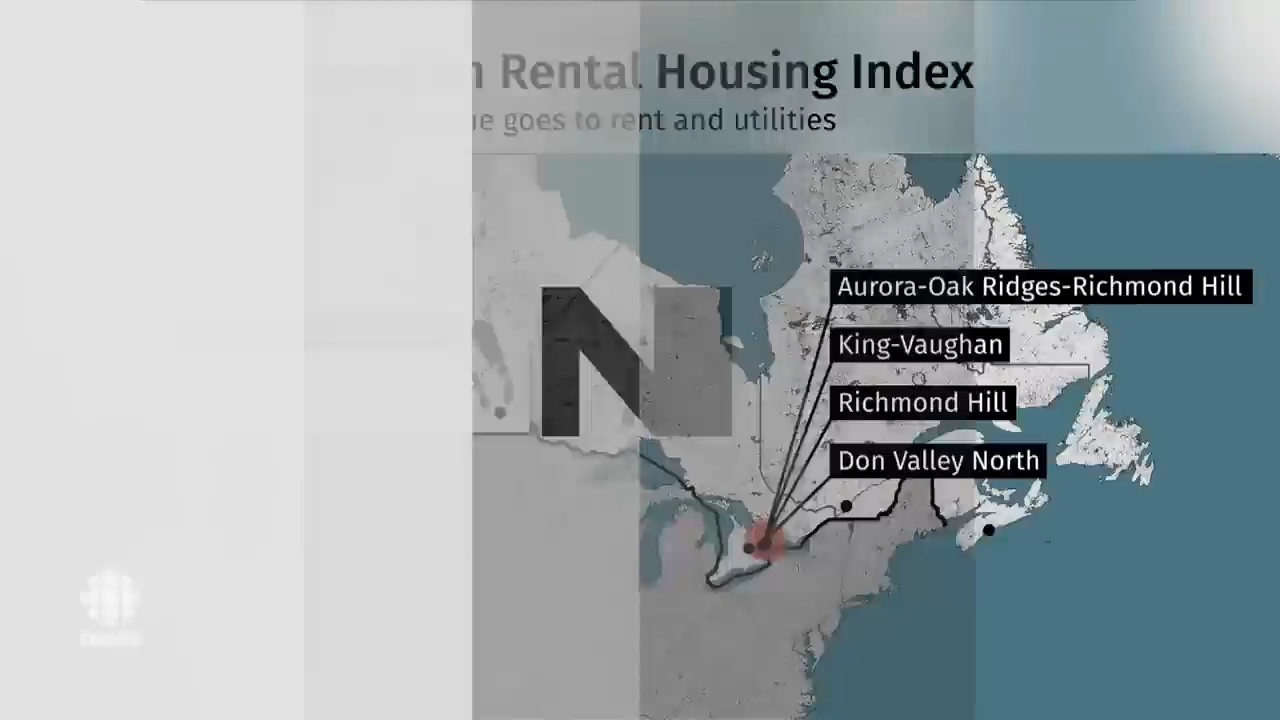 Rental Housing Index
goes to rent and utilities
N
Aurora-Oak Ridges-Richmond Hill
King-Vaughan
Richmond Hill
Don Valley North